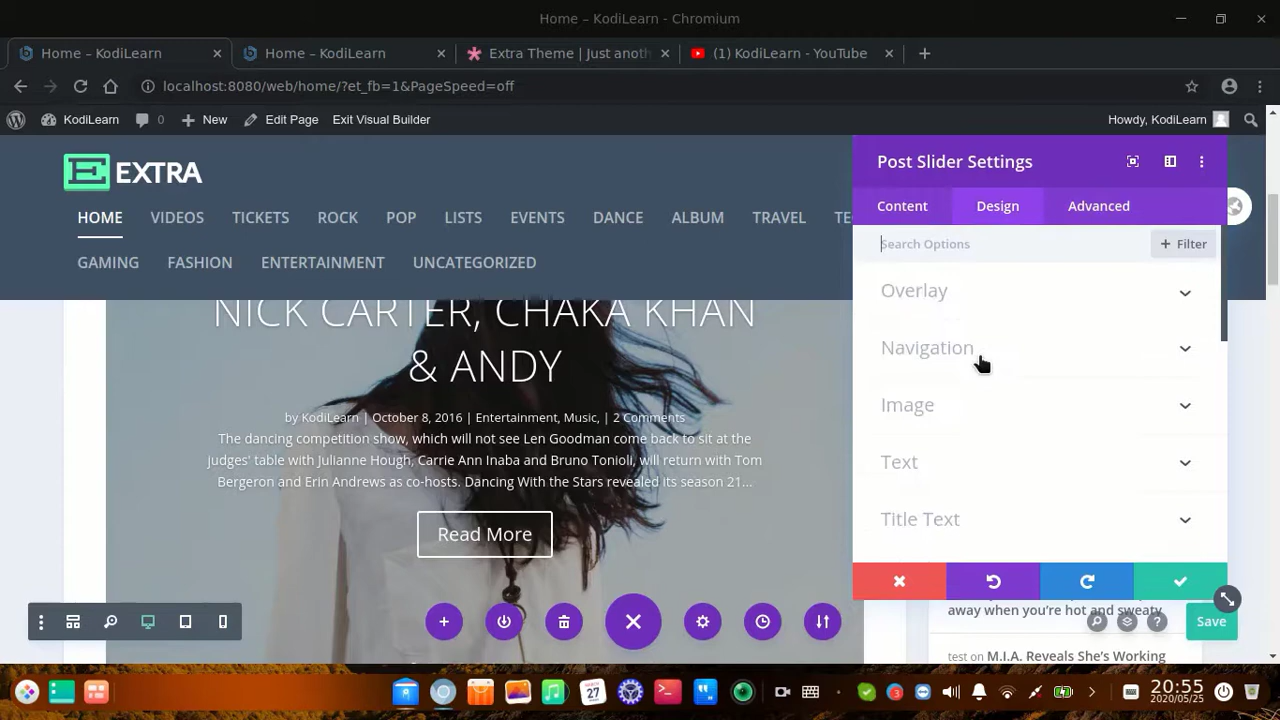 Home – KodiLearn - Chromium
Home – KodiLearn
Home – KodiLearn
Extra Theme | Just anoth
(1) KodiLearn - YouTube
localhost:8080/web/home/?et_fb=1&PageSpeed=off
KodiLearn 0 New Edit Page Exit Visual Builder Howdy, KodiLearn
EXTRA
HOME VIDEOS TICKETS ROCK POP LISTS EVENTS DANCE ALBUM TRAVEL TE
GAMING FASHION ENTERTAINMENT UNCATEGORIZED
NICK CARTER, CHAKA KHAN
& ANDY
by KodiLearn | October 8, 2016 | Entertainment, Music, | 2 Comments
The dancing competition show, which will not see Len Goodman come back to sit at the
judges' table with Julianne Hough, Carrie Ann Inaba and Bruno Tonioli, will return with Tom
Bergeron and Erin Andrews as co-hosts. Dancing With the Stars revealed its season 21...
Read More
Post Slider Settings
Content Design Advanced
Search Options + Filter
Overlay
Navigation
Image
Text
Title Text
away when you're hot and sweaty
Save
test on M.I.A. Reveals She's Working
MARCH
27
3
20:55
2020/05/25